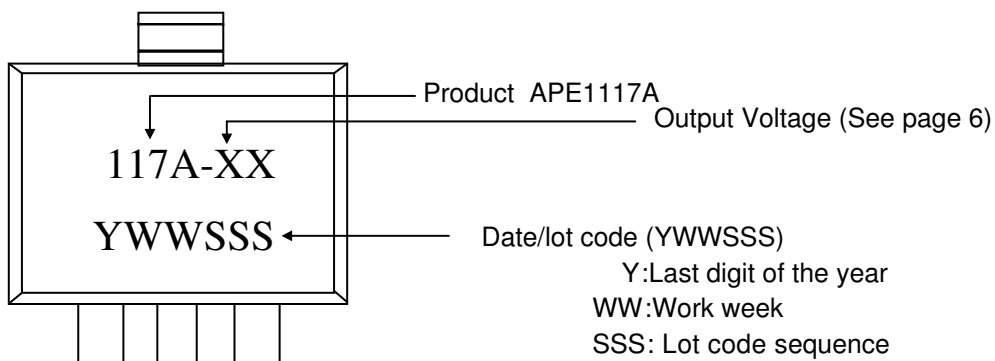 Product APE1117A
Output Voltage (See page 6)
117A-XX
YWWSSS
Date/lot code (YWWSSS)
Y:Last digit of the year
WW:Work week
SSS: Lot code sequence